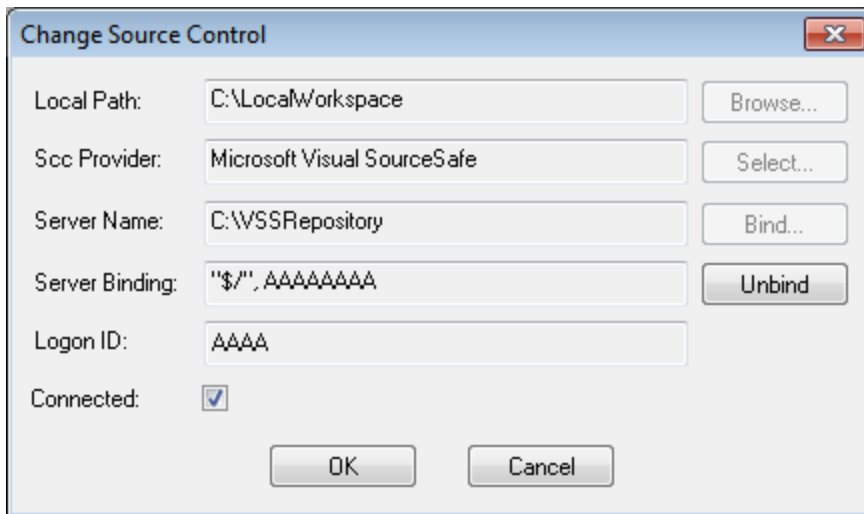 Change Source Control
Local Path: C:\LocalWorkspace Browse...
Scc Provider: Microsoft Visual SourceSafe Select...
Server Name: C:\VSSRepository Bind...
Server Binding: "$/", AAAAAAAA Unbind
Logon ID: AAAA
Connected:
OK Cancel